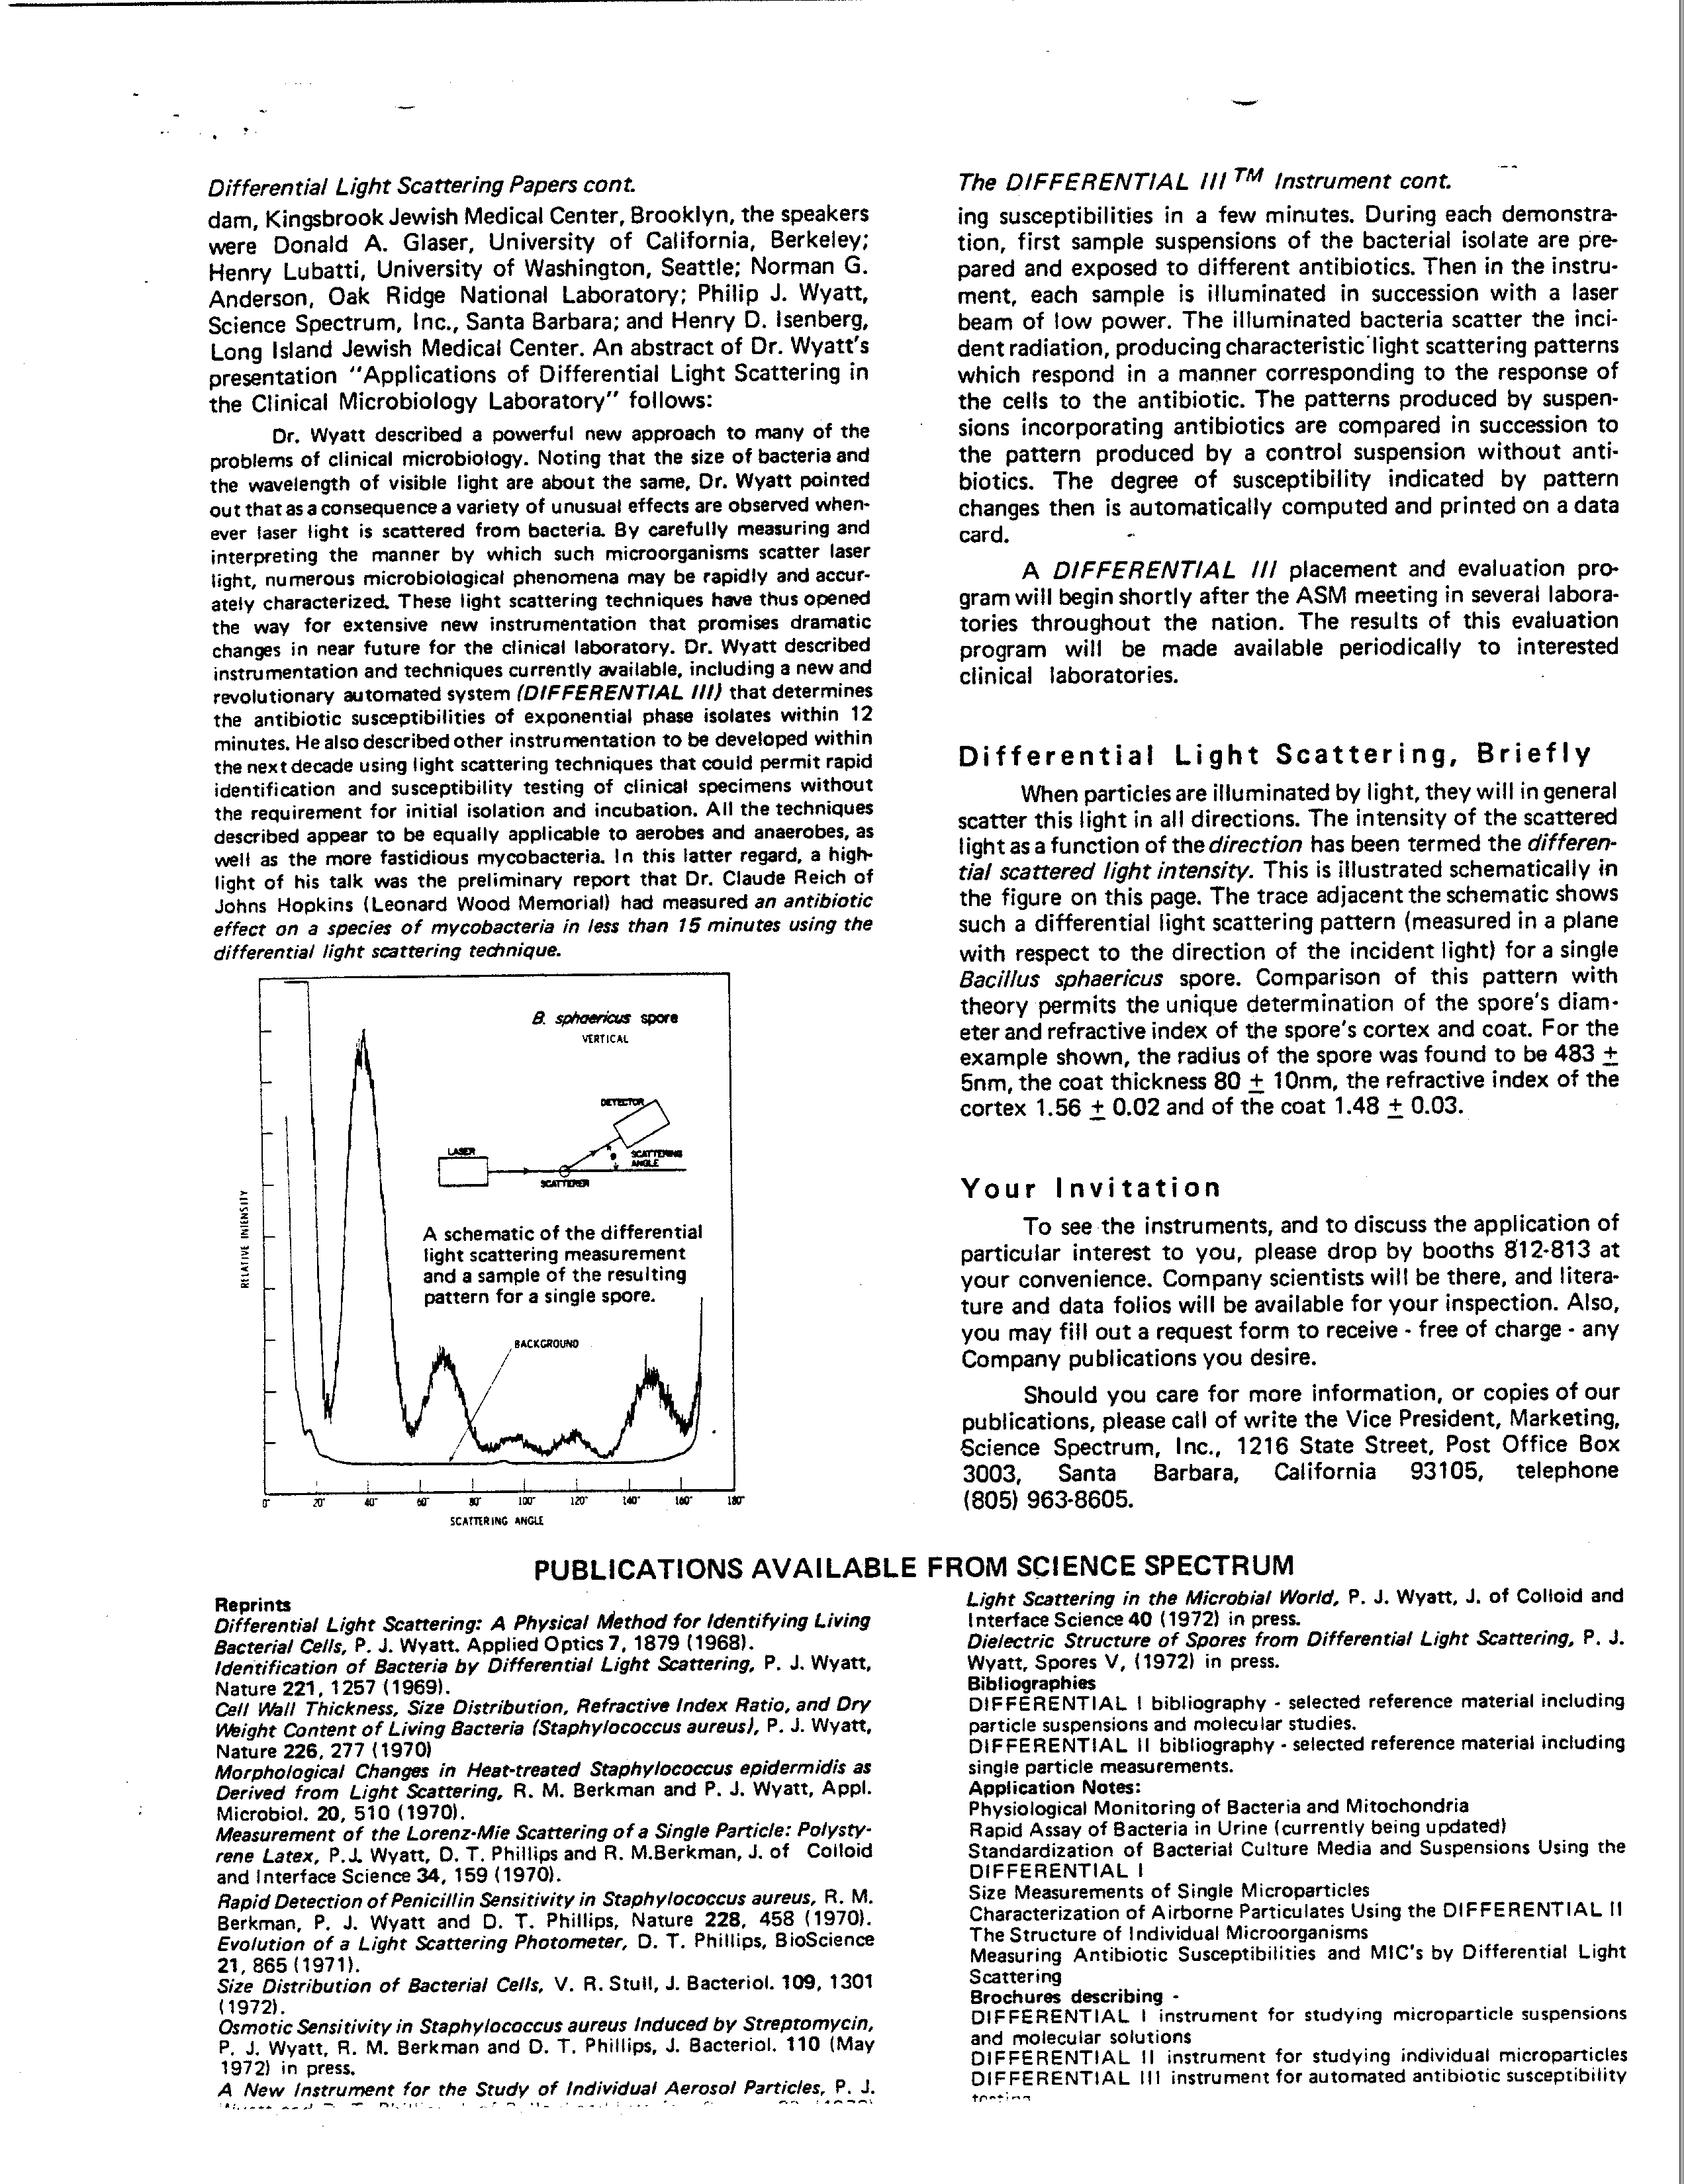 Differential Light Scattering Papers cont.
dam, Kingsbrook Jewish Medical Center, Brooklyn, the speakers
were Donald A. Glaser, University of California, Berkeley;
Henry Lubatti, University of Washington, Seattle; Norman G.
Anderson, Oak Ridge National Laboratory; Philip J. Wyatt,
Science Spectrum, Inc., Santa Barbara; and Henry D. Isenberg,
Long Island Jewish Medical Center. An abstract of Dr. Wyatt's
presentation "Applications of Differential Light Scattering in
the Clinical Microbiology Laboratory" follows:
Dr. Wyatt described a powerful new approach to many of the
problems of clinical microbiology. Noting that the size of bacteria and
the wavelength of visible light are about the same, Dr. Wyatt pointed
out that as a consequence a variety of unusual effects are observed when-
ever laser light is scattered from bacteria. By carefully measuring and
interpreting the manner by which such microorganisms scatter laser
light, numerous microbiological phenomena may be rapidly and accur-
ately characterized. These light scattering techniques have thus opened
the way for extensive new instrumentation that promises dramatic
changes in near future for the clinical laboratory. Dr. Wyatt described
instrumentation and techniques currently available, including a new and
revolutionary automated system (DIFFERENTIAL III) that determines
the antibiotic susceptibilities of exponential phase isolates within 12
minutes. He also described other instrumentation to be developed within
the next decade using light scattering techniques that could permit rapid
identification and susceptibility testing of clinical specimens without
the requirement for initial isolation and incubation. All the techniques
described appear to be equally applicable to aerobes and anaerobes, as
well as the more fastidious mycobacteria. In this latter regard, a high-
light of his talk was the preliminary report that Dr. Claude Reich of
Johns Hopkins (Leonard Wood Memorial) had measured an antibiotic
effect on a species of mycobacteria in less than 15 minutes using the
differential light scattering technique.
B. sphaericus spore
VERTICAL
DETECTOR
LASER
SCATTERING
ANGLE
SCATTERER
RELATIVE INTENSITY
A schematic of the differential
light scattering measurement
and a sample of the resulting
pattern for a single spore.
BACKGROUND
0° 20° 40° 60° 80° 100° 120° 140° 160° 180°
SCATTERING ANGLE
The DIFFERENTIAL III TM Instrument cont.
ing susceptibilities in a few minutes. During each demonstra-
tion, first sample suspensions of the bacterial isolate are pre-
pared and exposed to different antibiotics. Then in the instru-
ment, each sample is illuminated in succession with a laser
beam of low power. The illuminated bacteria scatter the inci-
dent radiation, producing characteristic light scattering patterns
which respond in a manner corresponding to the response of
the cells to the antibiotic. The patterns produced by suspen-
sions incorporating antibiotics are compared in succession to
the pattern produced by a control suspension without anti-
biotics. The degree of susceptibility indicated by pattern
changes then is automatically computed and printed on a data
card.
A DIFFERENTIAL III placement and evaluation pro-
gram will begin shortly after the ASM meeting in several labora-
tories throughout the nation. The results of this evaluation
program will be made available periodically to interested
clinical laboratories.
Differential Light Scattering, Briefly
When particles are illuminated by light, they will in general
scatter this light in all directions. The intensity of the scattered
light as a function of the direction has been termed the differen-
tial scattered light intensity. This is illustrated schematically in
the figure on this page. The trace adjacent the schematic shows
such a differential light scattering pattern (measured in a plane
with respect to the direction of the incident light) for a single
Bacillus sphaericus spore. Comparison of this pattern with
theory permits the unique determination of the spore's diam-
eter and refractive index of the spore's cortex and coat. For the
example shown, the radius of the spore was found to be 483 ±
5nm, the coat thickness 80 ± 10nm, the refractive index of the
cortex 1.56 ± 0.02 and of the coat 1.48 ± 0.03.
Your Invitation
To see the instruments, and to discuss the application of
particular interest to you, please drop by booths 812-813 at
your convenience. Company scientists will be there, and litera-
ture and data folios will be available for your inspection. Also,
you may fill out a request form to receive - free of charge - any
Company publications you desire.
Should you care for more information, or copies of our
publications, please call of write the Vice President, Marketing,
Science Spectrum, Inc., 1216 State Street, Post Office Box
3003, Santa Barbara, California 93105, telephone
(805) 963-8605.
PUBLICATIONS AVAILABLE FROM SCIENCE SPECTRUM
Reprints
Differential Light Scattering: A Physical Method for Identifying Living
Bacterial Cells, P. J. Wyatt. Applied Optics 7, 1879 (1968).
Identification of Bacteria by Differential Light Scattering, P. J. Wyatt,
Nature 221, 1257 (1969).
Cell Wall Thickness, Size Distribution, Refractive Index Ratio, and Dry
Weight Content of Living Bacteria (Staphylococcus aureus), P. J. Wyatt,
Nature 226, 277 (1970)
Morphological Changes in Heat-treated Staphylococcus epidermidis as
Derived from Light Scattering, R. M. Berkman and P. J. Wyatt, Appl.
Microbiol. 20, 510 (1970).
Measurement of the Lorenz-Mie Scattering of a Single Particle: Polysty-
rene Latex, P.J. Wyatt, D. T. Phillips and R. M.Berkman, J. of Colloid
and Interface Science 34, 159 (1970).
Rapid Detection of Penicillin Sensitivity in Staphylococcus aureus, R. M.
Berkman, P. J. Wyatt and D. T. Phillips, Nature 228, 458 (1970).
Evolution of a Light Scattering Photometer, D. T. Phillips, BioScience
21, 865 (1971).
Size Distribution of Bacterial Cells, V. R. Stull, J. Bacteriol. 109, 1301
(1972).
Osmotic Sensitivity in Staphylococcus aureus Induced by Streptomycin,
P. J. Wyatt, R. M. Berkman and D. T. Phillips, J. Bacteriol. 110 (May
1972) in press.
A New Instrument for the Study of Individual Aerosol Particles, P. J.
Light Scattering in the Microbial World, P. J. Wyatt, J. of Colloid and
Interface Science 40 (1972) in press.
Dielectric Structure of Spores from Differential Light Scattering, P. J.
Wyatt, Spores V, (1972) in press.
Bibliographies
DIFFERENTIAL I bibliography - selected reference material including
particle suspensions and molecular studies.
DIFFERENTIAL II bibliography - selected reference material including
single particle measurements.
Application Notes:
Physiological Monitoring of Bacteria and Mitochondria
Rapid Assay of Bacteria in Urine (currently being updated)
Standardization of Bacterial Culture Media and Suspensions Using the
DIFFERENTIAL I
Size Measurements of Single Microparticles
Characterization of Airborne Particulates Using the DIFFERENTIAL II
The Structure of Individual Microorganisms
Measuring Antibiotic Susceptibilities and MIC's by Differential Light
Scattering
Brochures describing -
DIFFERENTIAL I instrument for studying microparticle suspensions
and molecular solutions
DIFFERENTIAL II instrument for studying individual microparticles
DIFFERENTIAL III instrument for automated antibiotic susceptibility